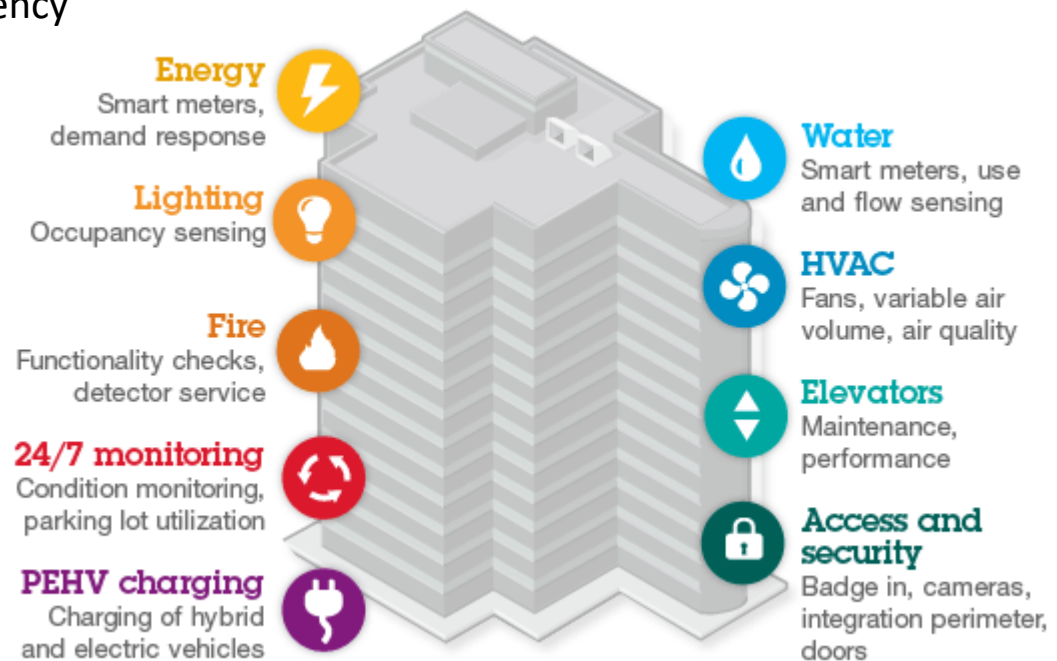 ency
Energy
Smart meters,
demand response
Lighting
Occupancy sensing
Fire
Functionality checks,
detector service
24/7 monitoring
Condition monitoring,
parking lot utilization
PEHV charging
Charging of hybrid
and electric vehicles
Water
Smart meters, use
and flow sensing
HVAC
Fans, variable air
volume, air quality
Elevators
Maintenance,
performance
Access and
security
Badge in, cameras,
integration perimeter,
doors